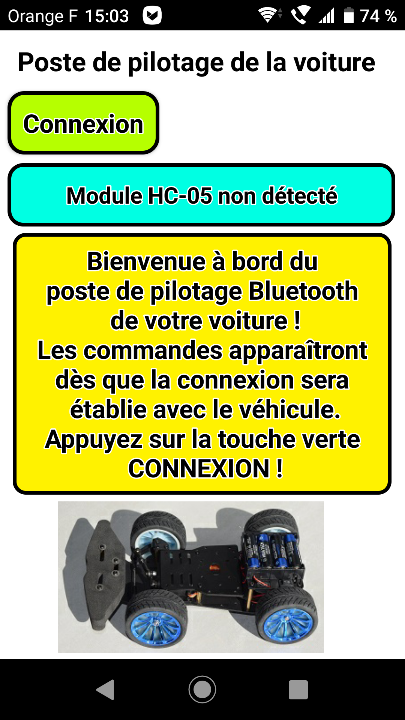 Orange F 15:03 74 %
Poste de pilotage de la voiture
Connexion
Module HC-05 non détecté
Bienvenue à bord du
poste de pilotage Bluetooth
de votre voiture !
Les commandes apparaîtront
dès que la connexion sera
établie avec le véhicule.
Appuyez sur la touche verte
CONNEXION !